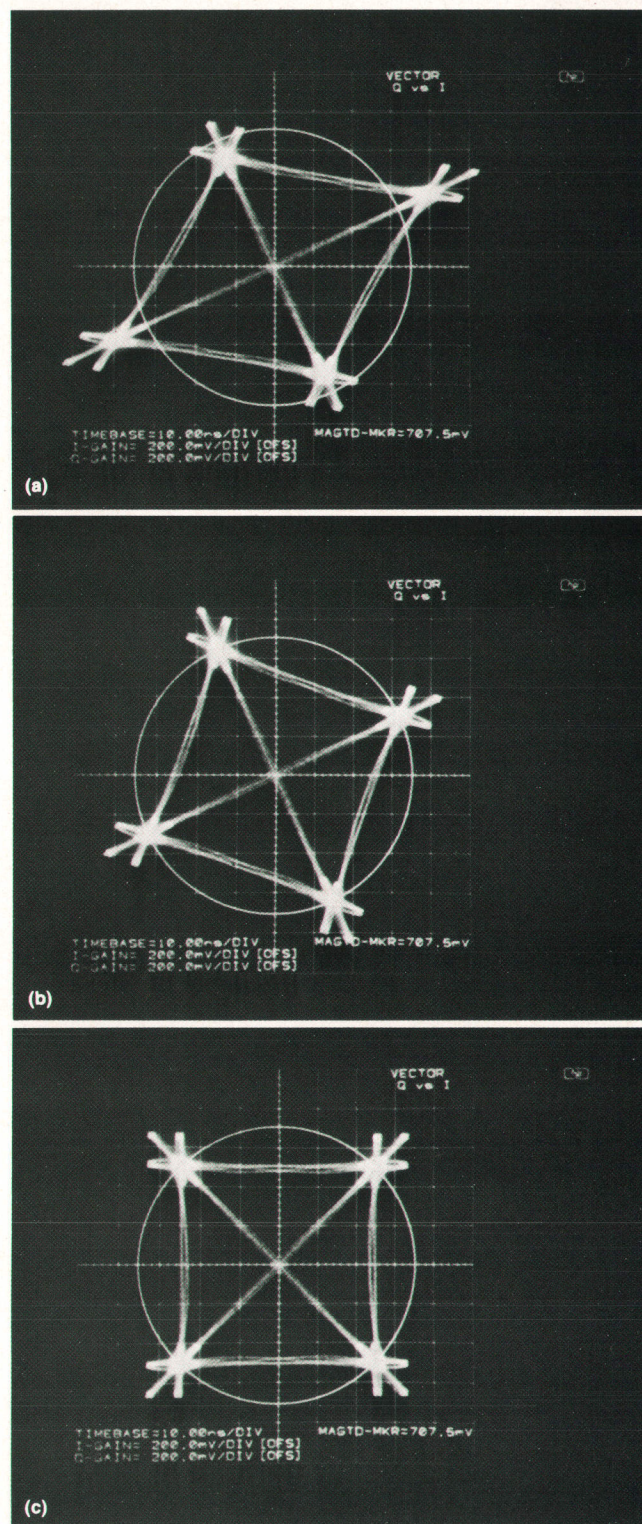 VECTOR
Q vs I
hp
TIMEBASE=10.00ns/DIV MAGTD-MKR=707.5mV
I-GAIN= 200.0mV/DIV [OFS]
Q-GAIN= 200.0mV/DIV [OFS]
(a)
VECTOR
Q vs I
hp
TIMEBASE=10.00ns/DIV MAGTD-MKR=707.5mV
I-GAIN= 200.0mV/DIV [OFS]
Q-GAIN= 200.0mV/DIV [OFS]
(b)
VECTOR
Q vs I
hp
TIMEBASE=10.00ns/DIV MAGTD-MKR=707.5mV
I-GAIN= 200.0mV/DIV [OFS]
Q-GAIN= 200.0mV/DIV [OFS]
(c)